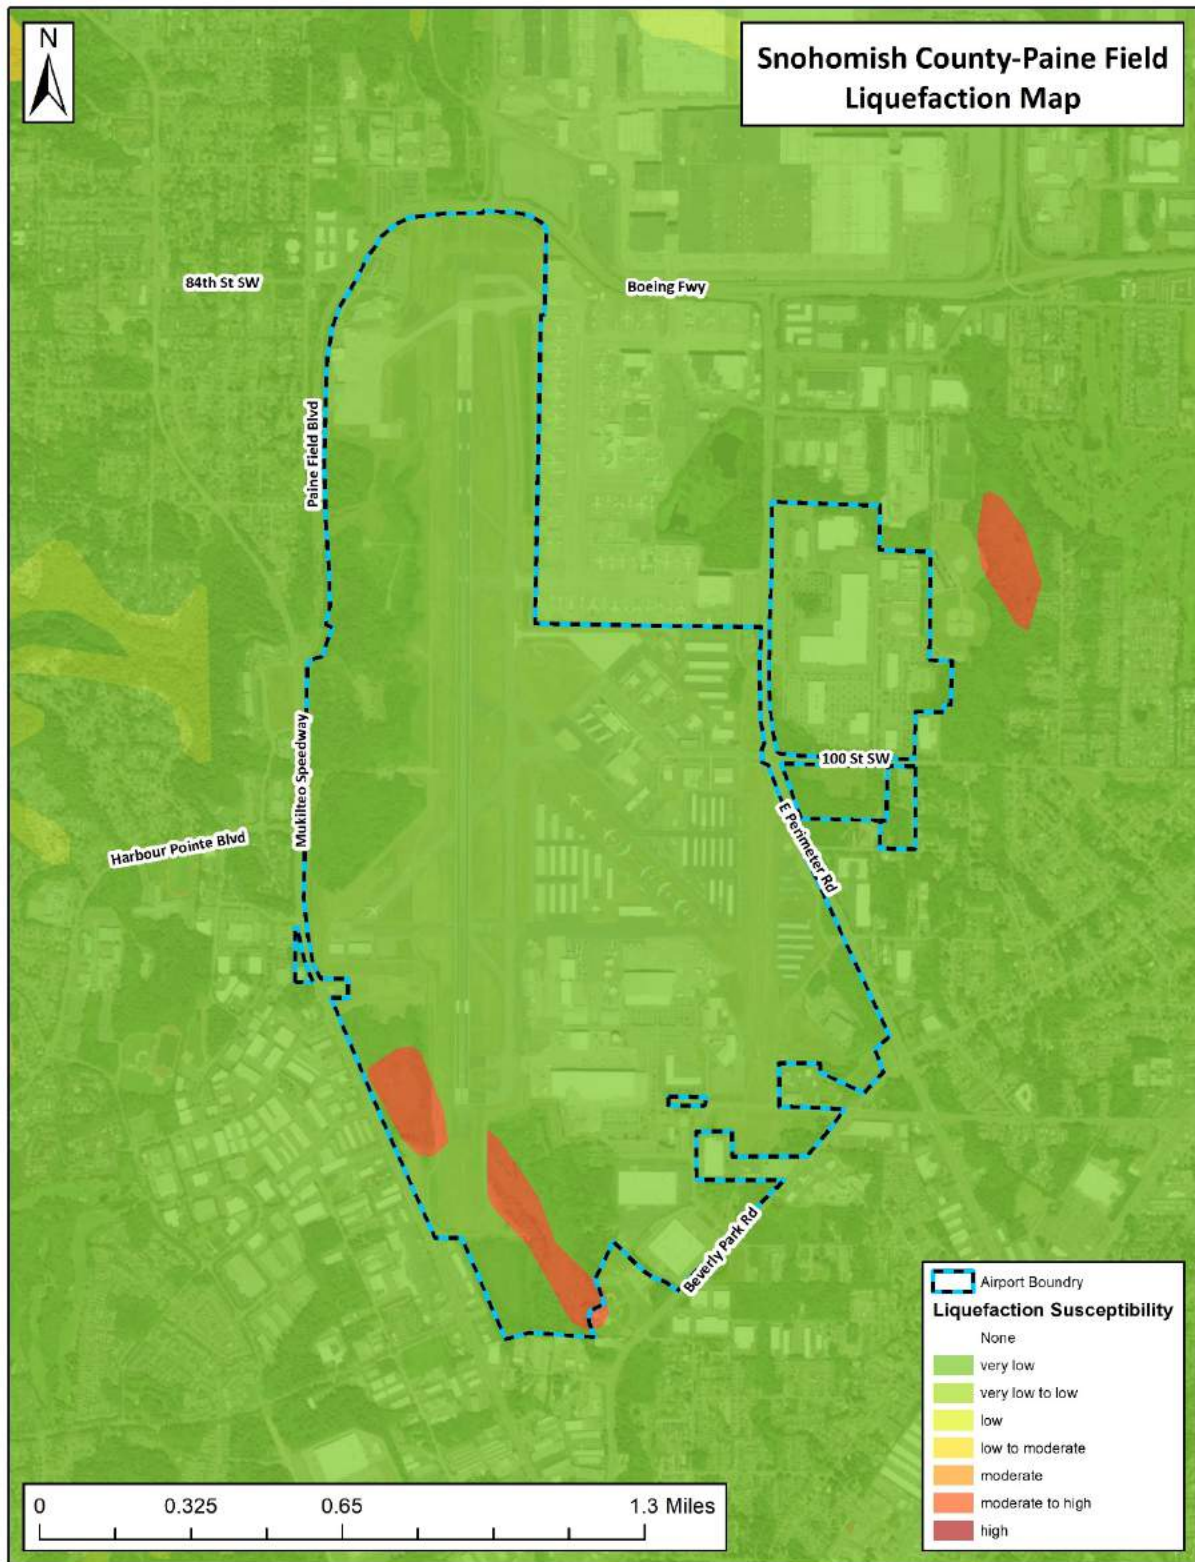 N
Snohomish County-Paine Field
Liquefaction Map
84th St SW
Boeing Fwy
Paine Field Blvd
Mukilteo Speedway
100 St SW
E Perimeter Rd
Harbour Pointe Blvd
Beverly Park Rd
Airport Boundry
Liquefaction Susceptibility
None
very low
very low to low
low
low to moderate
moderate
moderate to high
high
0 0.325 0.65 1.3 Miles